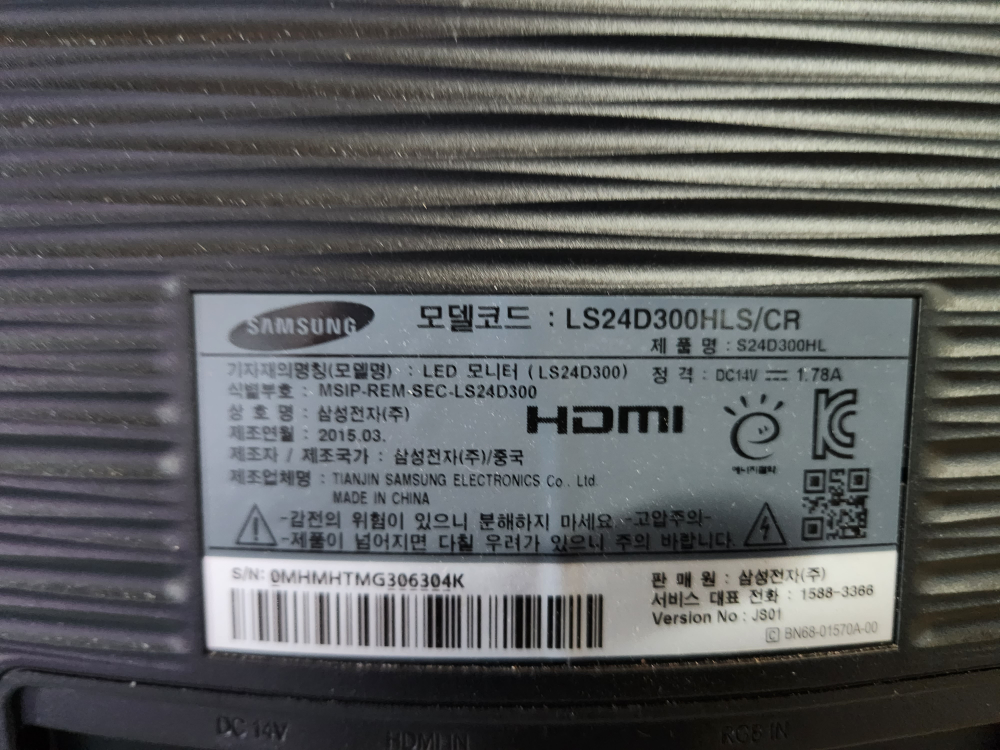 SAMSUNG
모델코드 : LS24D300HLS/CR
제 품 명 : S24D300HL
기자재의명칭(모델명) : LED 모니터 ( LS24D300)
정 격 : DC14V 1.78A
식별부호 : MSIP-REM-SEC-LS24D300
상 호 명 : 삼성전자(주)
HDMI
제조연월 : 2015.03.
제조자 / 제조국가 : 삼성전자(주)/중국
에너지절약
제조업체명 : TIANJIN SAMSUNG ELECTRONICS Co., Ltd.
MADE IN CHINA
-감전의 위험이 있으니 분해하지 마세요 -고압주의-
-제품이 넘어지면 다칠 우려가 있으니 주의 바랍니다.
S/N: 0MHMHTMG306304K
판 매 원 : 삼성전자(주)
서비스 대표 전화 : 1588-3366
Version No : JS01
C BN68-01570A-00
DC 14V
HDMI IN
RGB IN